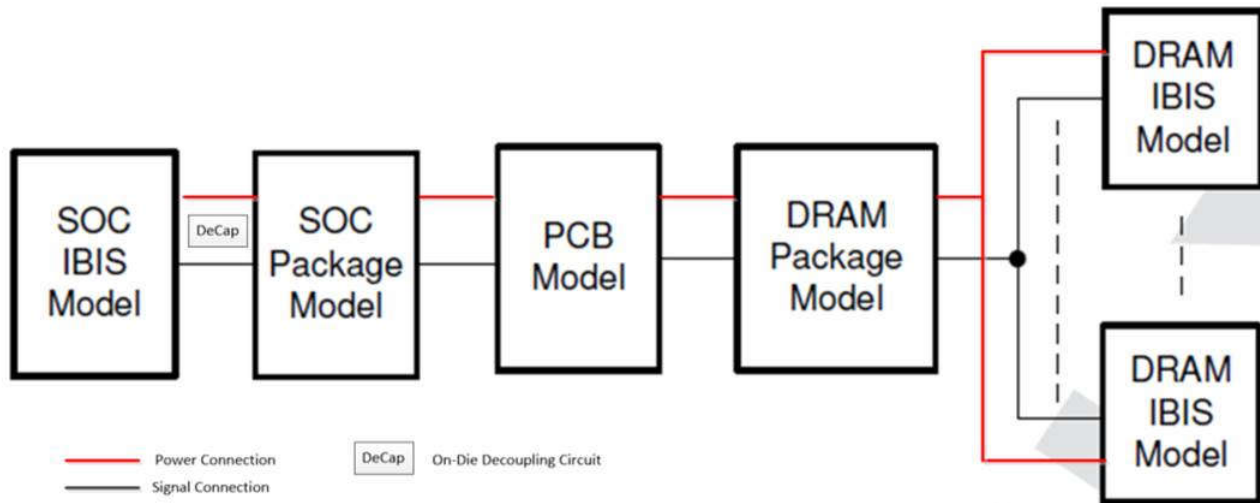 SOC
IBIS
Model
DeCap
SOC
Package
Model
PCB
Model
DRAM
Package
Model
DRAM
IBIS
Model
DRAM
IBIS
Model
Power Connection
DeCap
On-Die Decoupling Circuit
Signal Connection